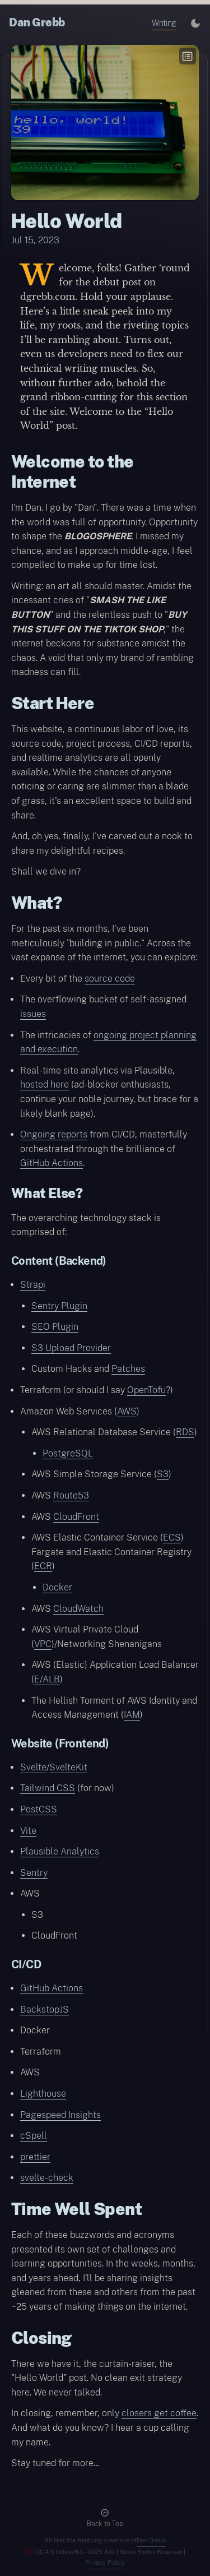 Dan Grebb
Writing
hello, world!
39
Hello World
Jul 15, 2023
Welcome, folks! Gather ‘round
for the debut post on
dgrebb.com. Hold your applause.
Here’s a little sneak peek into my
life, my roots, and the riveting topics
I’ll be rambling about. Turns out,
even us developers need to flex our
technical writing muscles. So,
without further ado, behold the
grand ribbon-cutting for this section
of the site. Welcome to the “Hello
World” post.
Welcome to the
Internet
I'm Dan. I go by "Dan". There was a time when
the world was full of opportunity. Opportunity
to shape the BLOGOSPHERE. I missed my
chance, and as I approach middle-age, I feel
compelled to make up for time lost.
Writing: an art all should master. Amidst the
incessant cries of "SMASH THE LIKE
BUTTON" and the relentless push to "BUY
THIS STUFF ON THE TIKTOK SHOP," the
internet beckons for substance amidst the
chaos. A void that only my brand of rambling
madness can fill.
Start Here
This website, a continuous labor of love, its
source code, project process, CI/CD reports,
and realtime analytics are all openly
available. While the chances of anyone
noticing or caring are slimmer than a blade
of grass, it's an excellent space to build and
share.
And, oh yes, finally, I've carved out a nook to
share my delightful recipes.
Shall we dive in?
What?
For the past six months, I've been
meticulously "building in public." Across the
vast expanse of the internet, you can explore:
• Every bit of the source code
• The overflowing bucket of self-assigned
issues
• The intricacies of ongoing project planning
and execution.
• Real-time site analytics via Plausible,
hosted here (ad-blocker enthusiasts,
continue your noble journey, but brace for a
likely blank page).
• Ongoing reports from CI/CD, masterfully
orchestrated through the brilliance of
GitHub Actions.
What Else?
The overarching technology stack is
comprised of:
Content (Backend)
• Strapi
• Sentry Plugin
• SEO Plugin
• S3 Upload Provider
• Custom Hacks and Patches
• Terraform (or should I say OpenTofu?)
• Amazon Web Services (AWS)
• AWS Relational Database Service (RDS)
• PostgreSQL
• AWS Simple Storage Service (S3)
• AWS Route53
• AWS CloudFront
• AWS Elastic Container Service (ECS)
Fargate and Elastic Container Registry
(ECR)
• Docker
• AWS CloudWatch
• AWS Virtual Private Cloud
(VPC)/Networking Shenanigans
• AWS (Elastic) Application Load Balancer
(E/ALB)
• The Hellish Torment of AWS Identity and
Access Management (IAM)
Website (Frontend)
• Svelte/SvelteKit
• Tailwind CSS (for now)
• PostCSS
• Vite
• Plausible Analytics
• Sentry
• AWS
• S3
• CloudFront
CI/CD
• GitHub Actions
• BackstopJS
• Docker
• Terraform
• AWS
• Lighthouse
• Pagespeed Insights
• cSpell
• prettier
• svelte-check
Time Well Spent
Each of these buzzwords and acronyms
presented its own set of challenges and
learning opportunities. In the weeks, months,
and years ahead, I'll be sharing insights
gleaned from these and others from the past
~25 years of making things on the internet.
Closing
There we have it, the curtain-raiser, the
"Hello World" post. No clean exit strategy
here. We never talked.
In closing, remember, only closers get coffee.
And what do you know? I hear a cup calling
my name.
Stay tuned for more...
Back to Top
All text the fumbling creations of Dan Grebb
CC 4.5 billion B.C.-2025 A.D. | Some Rights Reserved |
Privacy Policy